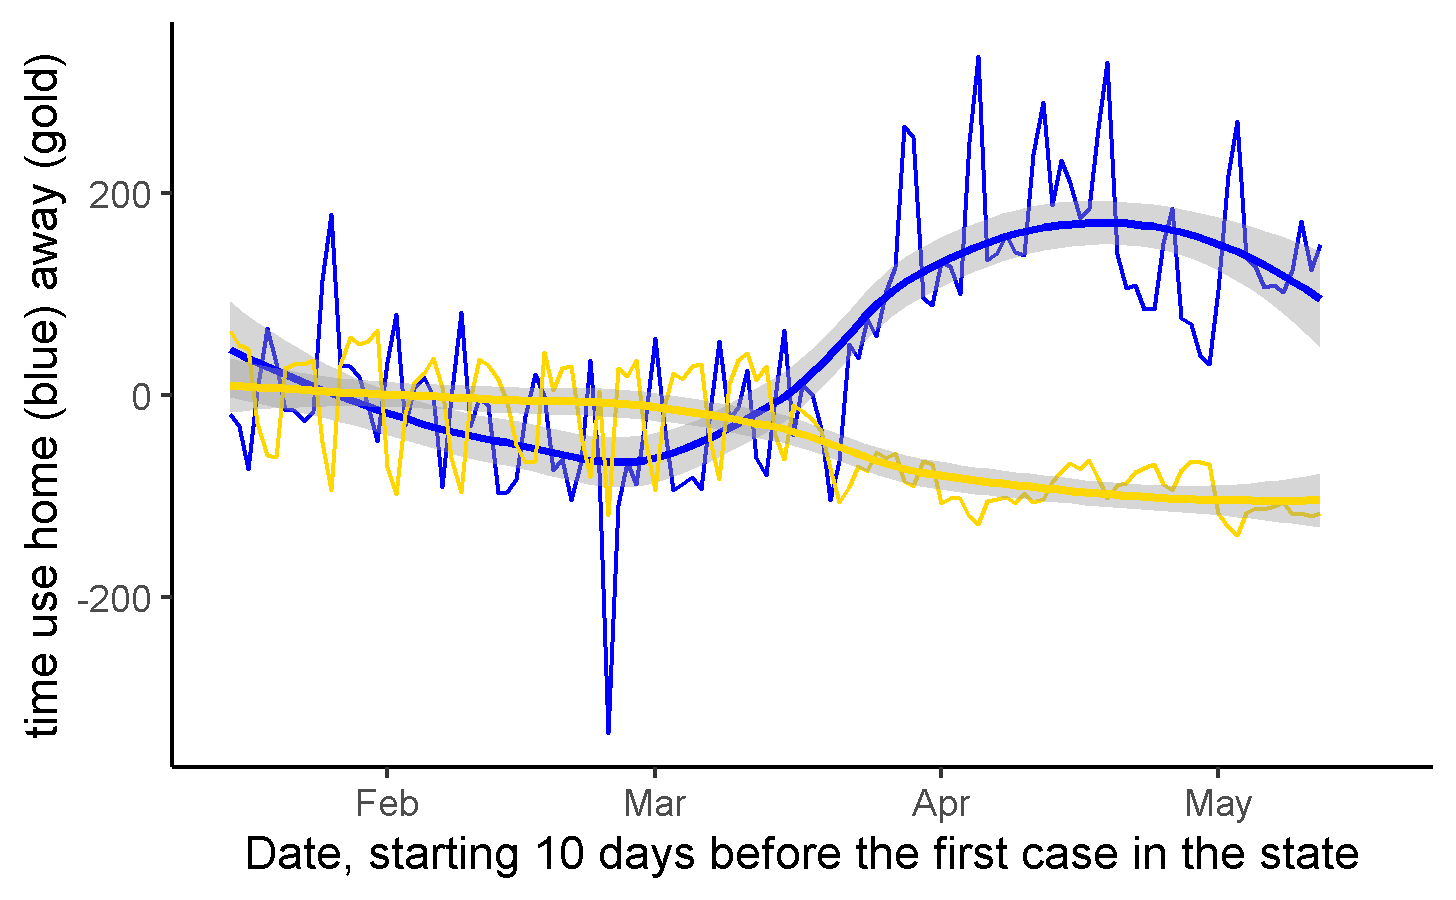 time use home (blue) away (gold)
200
0
-200
Feb Mar Apr May
Date, starting 10 days before the first case in the state